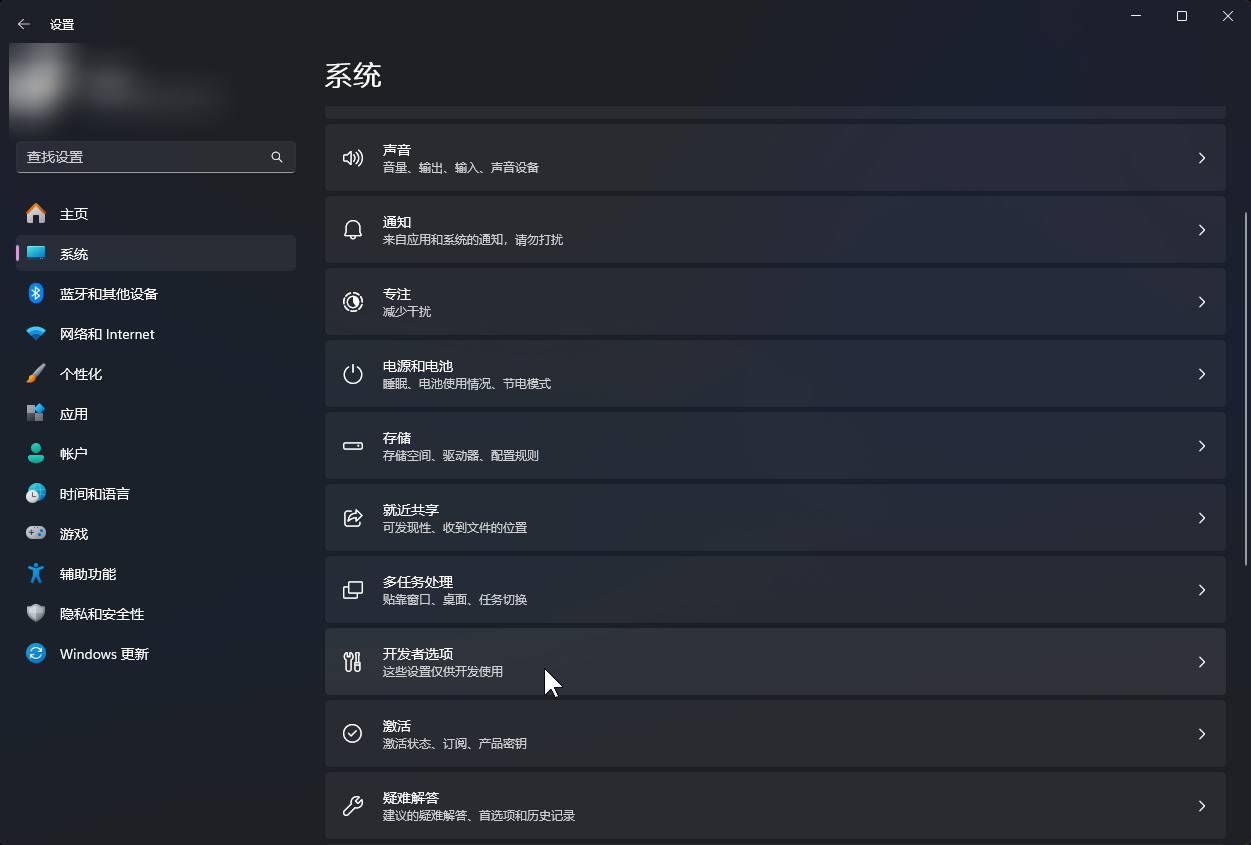 设置
查找设置
主页
系统
蓝牙和其他设备
网络和 Internet
个性化
应用
帐户
时间和语言
游戏
辅助功能
隐私和安全性
Windows 更新
系统
声音
音量、输出、输入、声音设备
通知
来自应用和系统的通知，请勿打扰
专注
减少干扰
电源和电池
睡眠、电池使用情况、节电模式
存储
存储空间、驱动器、配置规则
就近共享
可发现性、收到文件的位置
多任务处理
贴靠窗口、桌面、任务切换
开发者选项
这些设置仅供开发使用
激活
激活状态、订阅、产品密钥
疑难解答
建议的疑难解答、首选项和历史记录